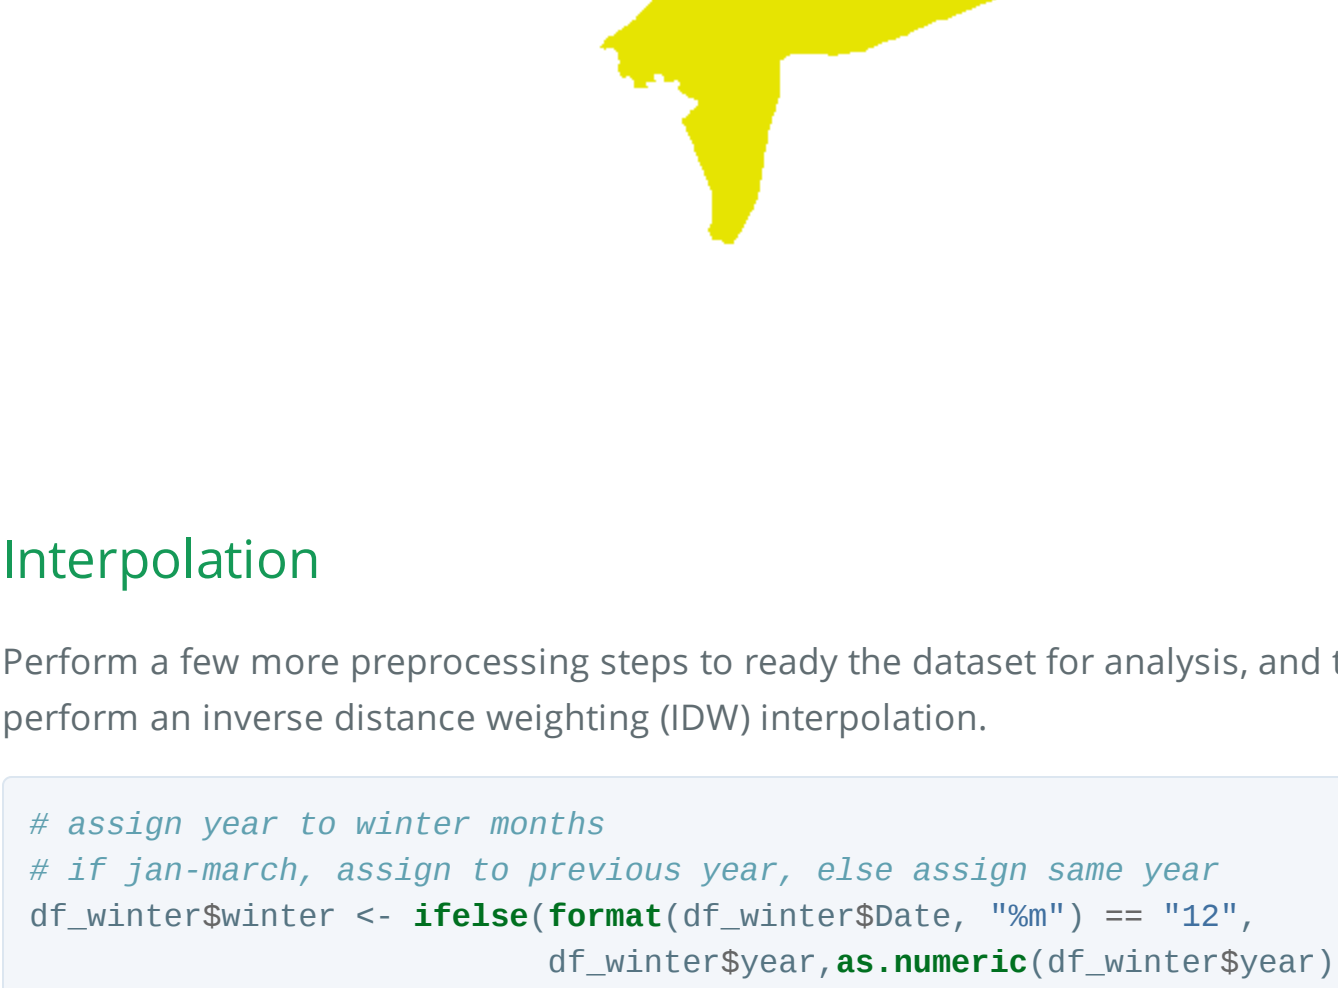 Interpolation
Perform a few more preprocessing steps to ready the dataset for analysis, and
perform an inverse distance weighting (IDW) interpolation.
# assign year to winter months
# if jan-march, assign to previous year, else assign same year
df_winter$winter <- ifelse(format(df_winter$Date, "%m") == "12",
df_winter$year,as.numeric(df_winter$year)